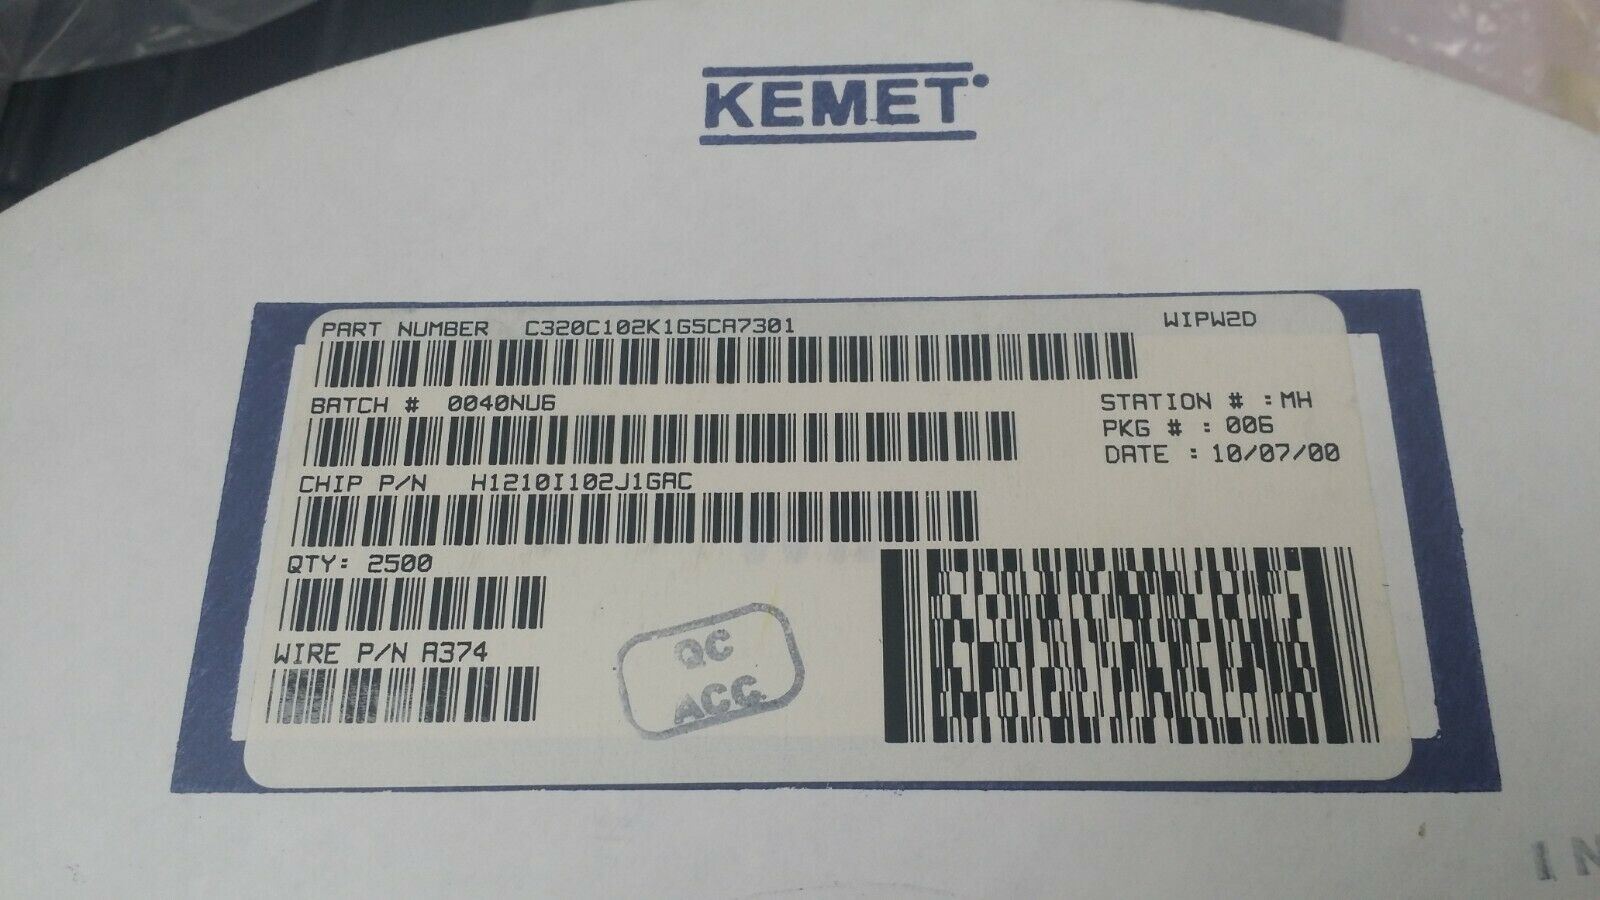 KEMET
PART NUMBER C320C102K1G5CA7301
WIPW2D
BATCH # 0040NU6
STATION # :MH
PKG # : 006
DATE : 10/07/00
CHIP P/N H1210I102J1GAC
QTY: 2500
WIRE P/N A374
QC
ACC
IN